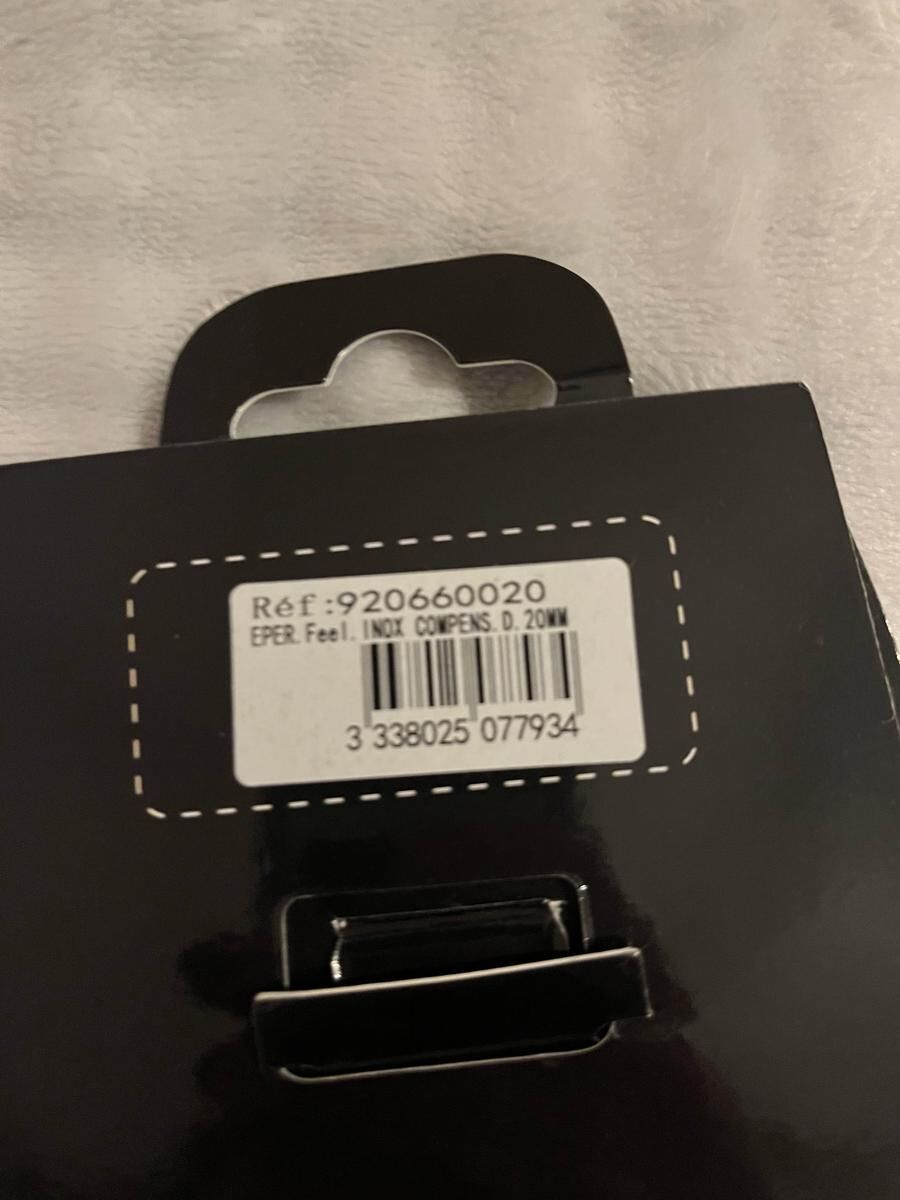 Réf:920660020
EPER.Feel.INOX COMPENS.D.20MM
3 338025 077934